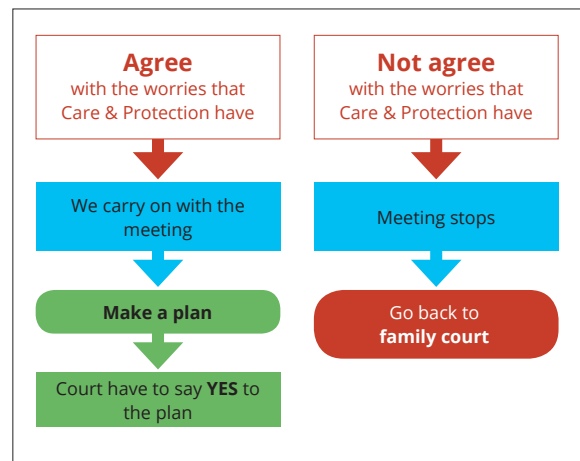 Agree
with the worries that
Care & Protection have
We carry on with the
meeting
Make a plan
Court have to say YES to
the plan
Not agree
with the worries that
Care & Protection have
Meeting stops
Go back to
family court